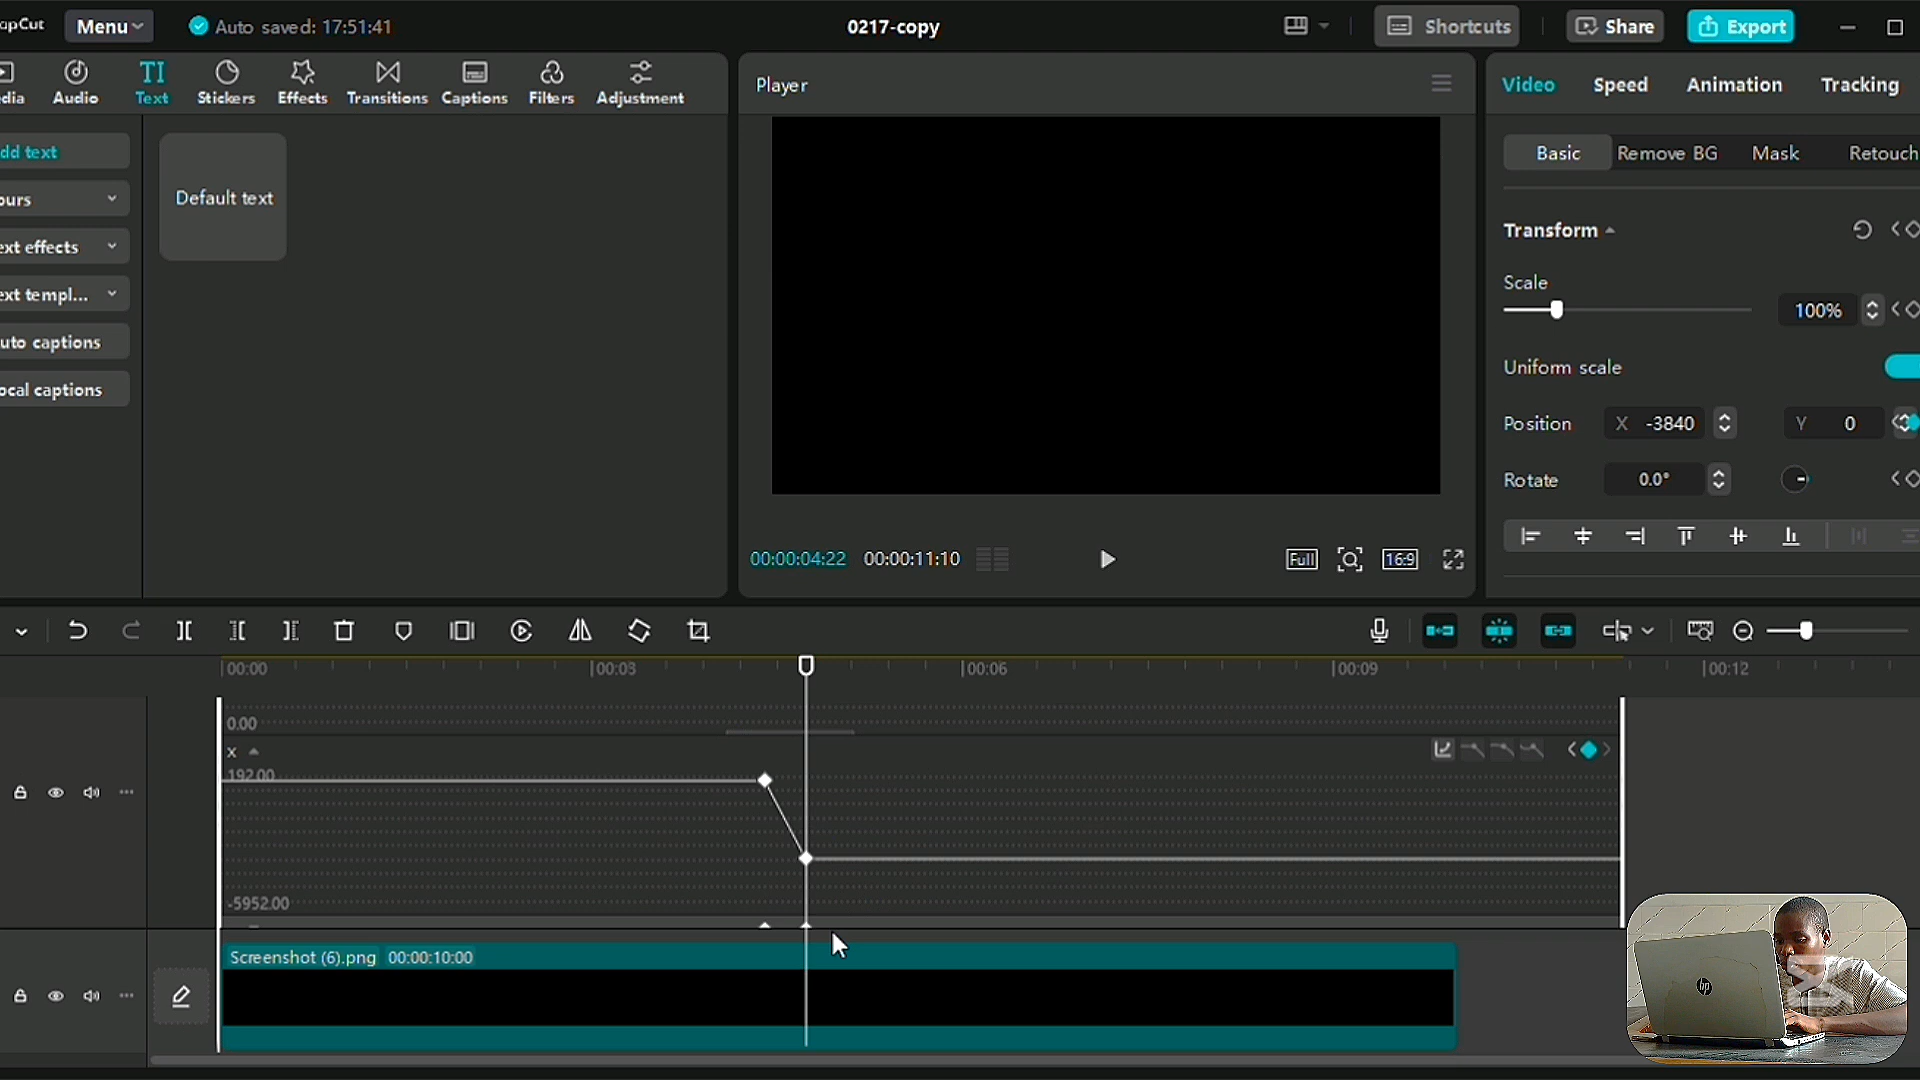 apCut Menu Auto saved: 17:51:41 0217-copy Shortcuts Share Export
dia Audio TI Text Stickers Effects Transitions Captions Filters Adjustment
Player
Video Speed Animation Tracking
dd text
ours
ext effects
ext templ...
uto captions
ocal captions
Default text
Basic Remove BG Mask Retouch
Transform
Scale
100%
Uniform scale
Position X -3840 Y 0
Rotate 0.0°
00:00:04:22 00:00:11:10 Full 16:9
00:00 00:03 00:06 00:09 00:12
0.00
x
192.00
-5952.00
Screenshot (6).png 00:00:10:00
hp